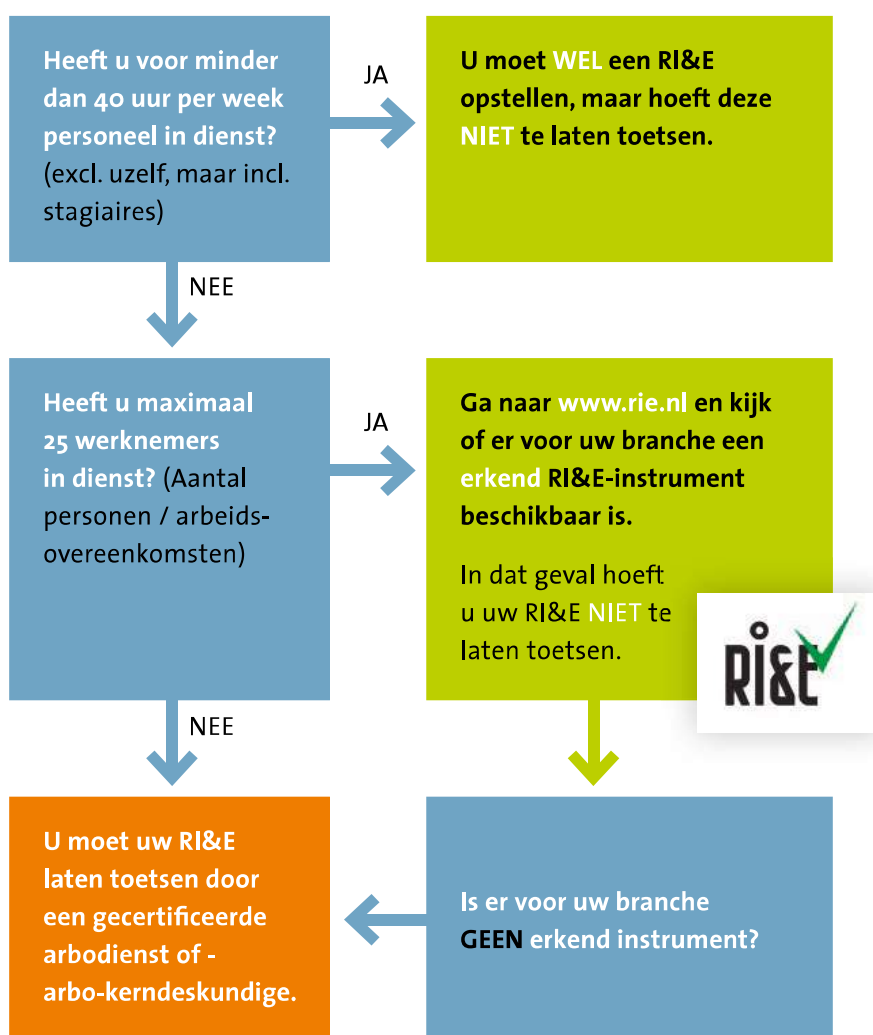 Heeft u voor minder
dan 40 uur per week
personeel in dienst?
(excl. uzelf, maar incl.
stagiaires)
JA
U moet WEL een RI&E
opstellen, maar hoeft deze
NIET te laten toetsen.
NEE
Heeft u maximaal
25 werknemers
in dienst? (Aantal
personen / arbeids-
overeenkomsten)
JA
Ga naar www.rie.nl en kijk
of er voor uw branche een
erkend RI&E-instrument
beschikbaar is.
In dat geval hoeft
u uw RI&E NIET te
laten toetsen.
RI&E
NEE
U moet uw RI&E
laten toetsen door
een gecertificeerde
arbodienst of -
arbo-kerndeskundige.
Is er voor uw branche
GEEN erkend instrument?